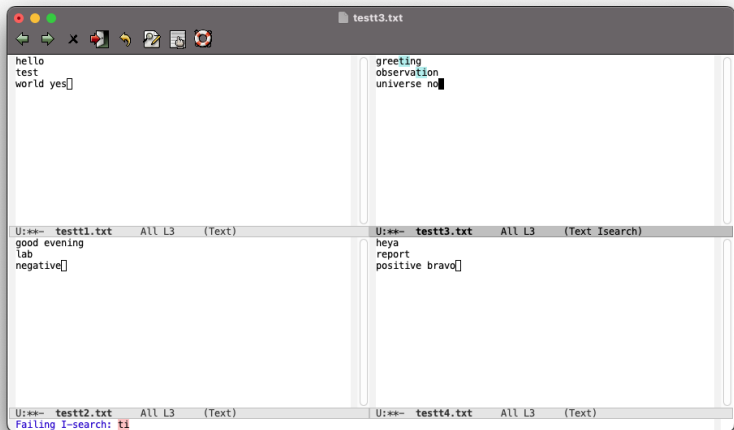 testt3.txt
hello
test
world yes
U:**-  testt1.txt     All L3     (Text)
greeting
observation
universe no
U:**-  testt3.txt     All L3     (Text Isearch)
good evening
lab
negative
U:**-  testt2.txt     All L3     (Text)
heya
report
positive bravo
U:**-  testt4.txt     All L3     (Text)
Failing I-search: ti